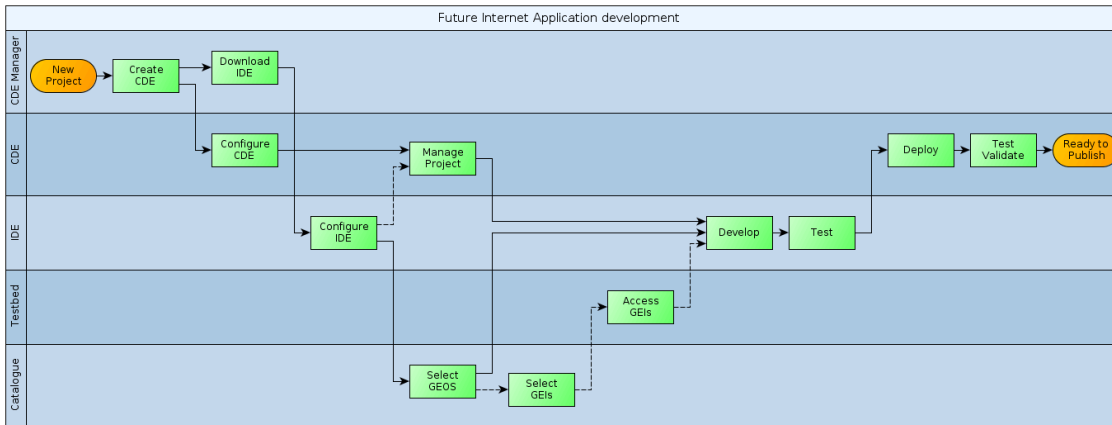 Future Internet Application development
CDE Manager
New
Project
Create
CDE
Download
IDE
CDE
Configure
CDE
Manage
Project
Deploy
Test
Validate
Ready to
Publish
IDE
Configure
IDE
Develop
Test
Testbed
Access
GEIs
Catalogue
Select
GEOS
Select
GEIs